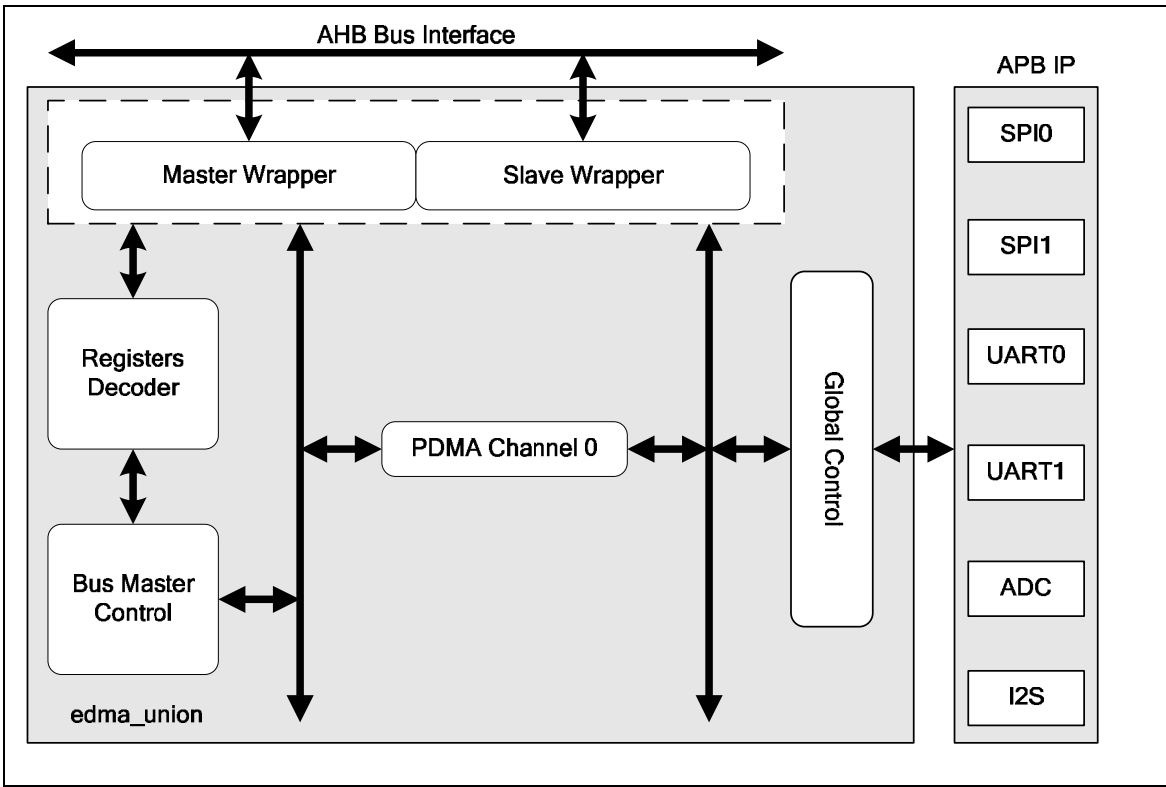 AHB Bus Interface
APB IP
Master Wrapper
Slave Wrapper
SPI0
SPI1
Registers
Decoder
UART0
Global Control
PDMA Channel 0
UART1
Bus Master
Control
ADC
I2S
edma_union